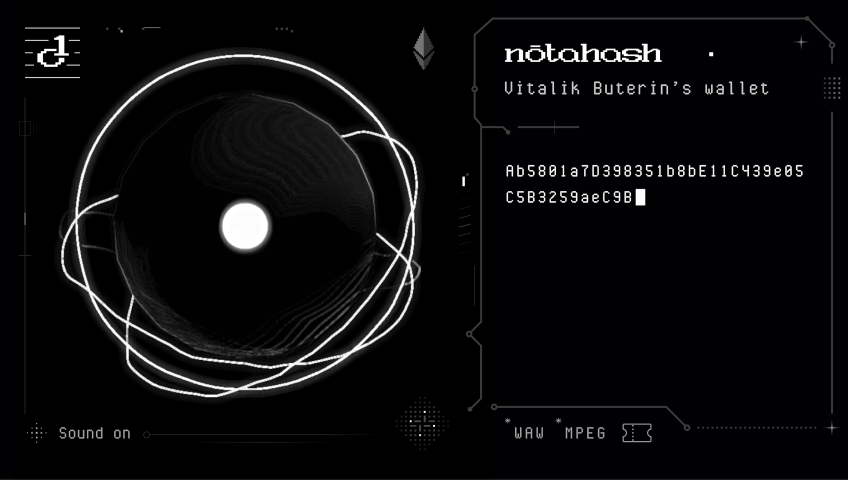 nōtahash
Vitalik Buterin's wallet
Ab5801a7D398351b8bE11C439e05
C5B3259aeC9B
Sound on
*WAW *MPEG